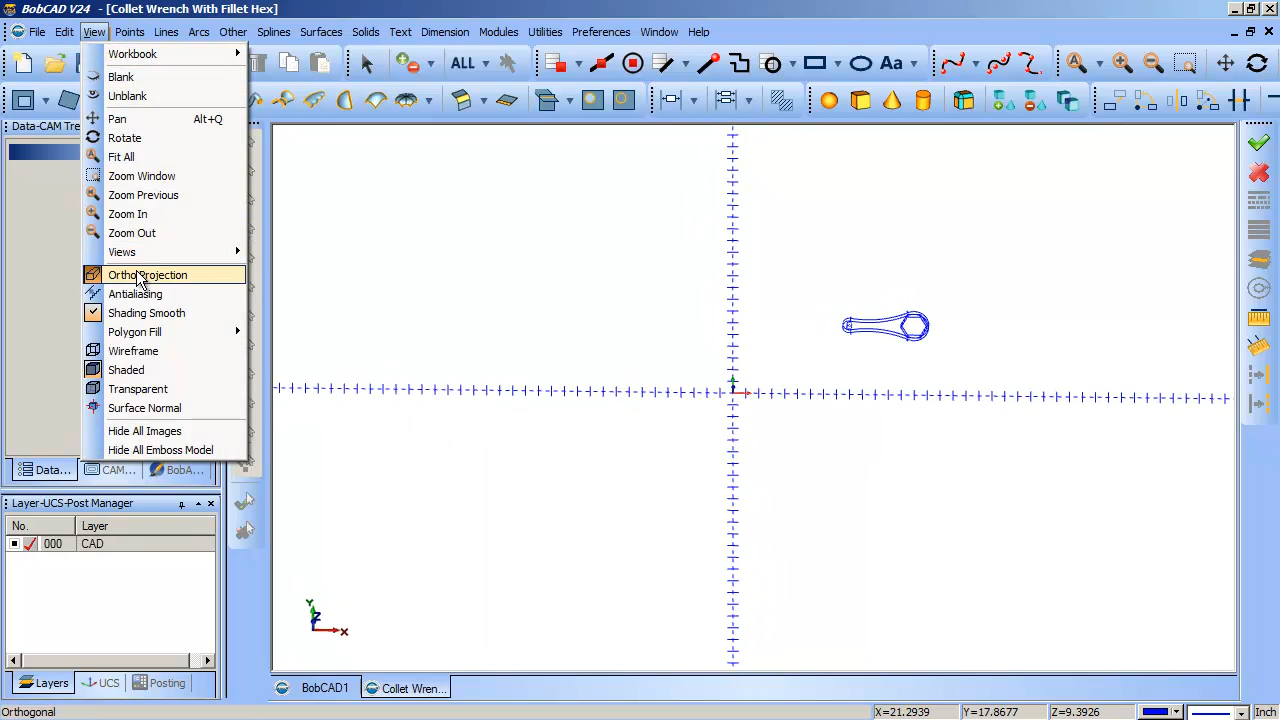 BobCAD V24 - [Collet Wrench With Fillet Hex]
File Edit View Points Lines Arcs Other Splines Surfaces Solids Text Dimension Modules Utilities Preferences Window Help
ALL
Aa
Workbook
Blank
Unblank
Pan Alt+Q
Rotate
Fit All
Zoom Window
Zoom Previous
Zoom In
Zoom Out
Views
Ortho Projection
Antialiasing
Shading Smooth
Polygon Fill
Wireframe
Shaded
Transparent
Surface Normal
Hide All Images
Hide All Emboss Model
Data-CAM Tre
Data... CAM... BobA...
-UCS-Post Manager
No. Layer
000 CAD
Layers UCS Posting
Y
Z
X
BobCAD1 Collet Wren...
Orthogonal X=21.2939 Y=17.8677 Z=9.3926 Inch